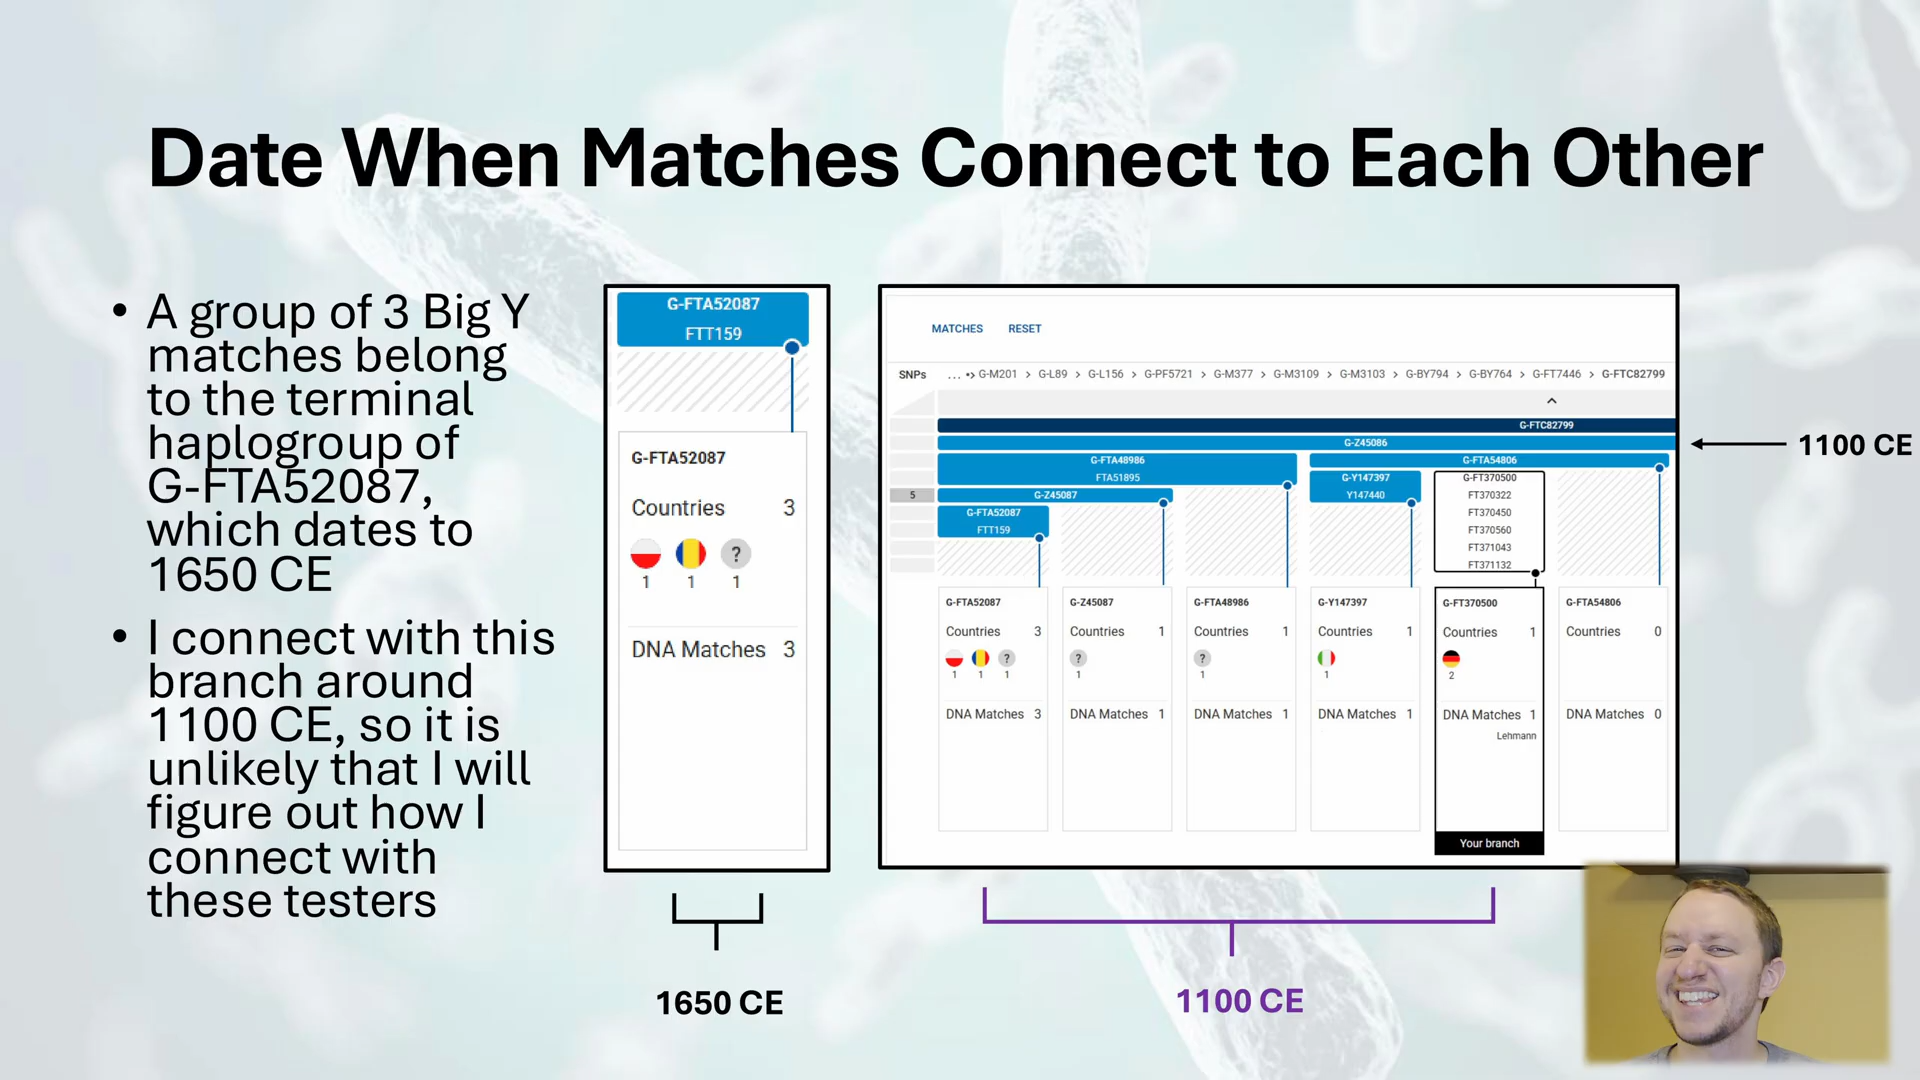 Date When Matches Connect to Each Other
• A group of 3 Big Y
matches belong
to the terminal
haplogroup of
G-FTA52087,
which dates to
1650 CE
• I connect with this
branch around
1100 CE, so it is
unlikely that I will
figure out how I
connect with
these testers
G-FTA52087
FTT159
G-FTA52087
Countries 3
?
1 1 1
DNA Matches 3
1650 CE
MATCHES RESET
SNPs ... •> G-M201 > G-L89 > G-L156 > G-PF5721 > G-M377 > G-M3109 > G-M3103 > G-BY794 > G-BY764 > G-FT7446 > G-FTC82799
G-FTC82799
G-Z45086
1100 CE
G-FTA48986 G-FTA54806
FTA51895 G-Y147397 G-FT370500
5 G-Z45087 Y147440 FT370322
G-FTA52087 FT370450
FTT159 FT370560
FT371043
FT371132
G-FTA52087 G-Z45087 G-FTA48986 G-Y147397 G-FT370500 G-FTA54806
Countries 3 Countries 1 Countries 1 Countries 1 Countries 1 Countries 0
? ? ?
1 1 1 1 1 1 2
DNA Matches 3 DNA Matches 1 DNA Matches 1 DNA Matches 1 DNA Matches 1 DNA Matches 0
Lehmann
Your branch
1100 CE